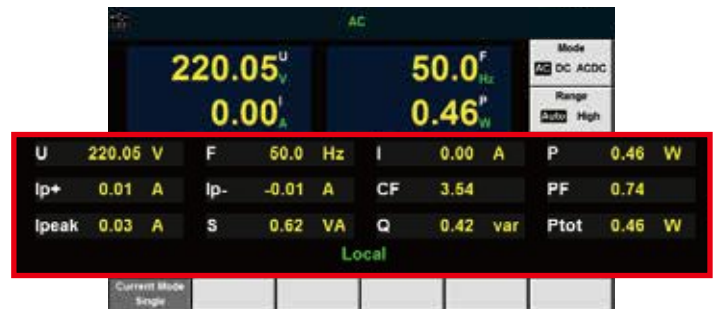 AC
220.05 U V
50.0 F Hz
Mode
AC DC ACDC
0.00 I A
0.46 P W
Range
Auto High
U 220.05 V F 50.0 Hz I 0.00 A P 0.46 W
Ip+ 0.01 A Ip- -0.01 A CF 3.54 PF 0.74
Ipeak 0.03 A S 0.62 VA Q 0.42 var Ptot 0.46 W
Local
Current Mode
Single